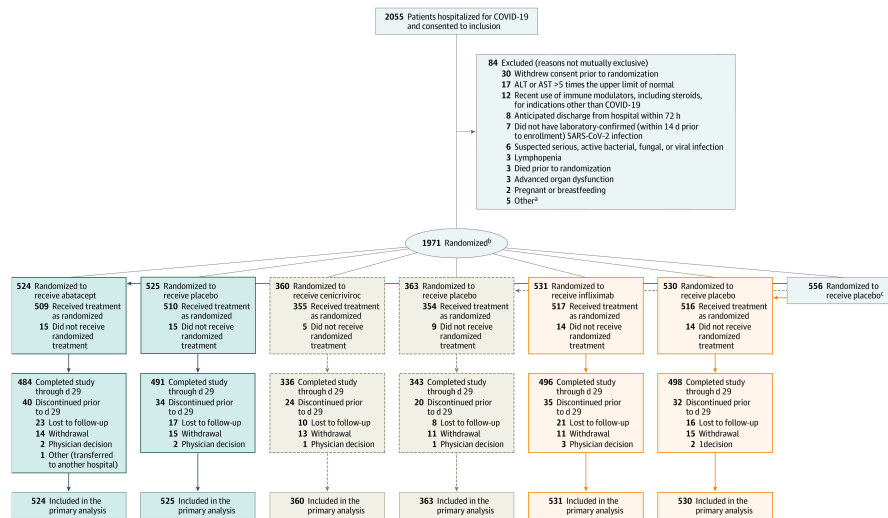 2055 Patients hospitalized for COVID-19
and consented to inclusion
84 Excluded (reasons not mutually exclusive)
30 Withdrew consent prior to randomization
17 ALT or AST >5 times the upper limit of normal
12 Recent use of immune modulators, including steroids,
for indications other than COVID-19
8 Anticipated discharge from hospital within 72 h
7 Did not have laboratory-confirmed (within 14 d prior
to enrollment) SARS-CoV-2 infection
6 Suspected serious, active bacterial, fungal, or viral infection
3 Lymphopenia
3 Died prior to randomization
3 Advanced organ dysfunction
2 Pregnant or breastfeeding
5 Otherᵃ
1971 Randomizedᵇ
524 Randomized to
receive abatacept
509 Received treatment
as randomized
15 Did not receive
randomized
treatment
525 Randomized to
receive placebo
510 Received treatment
as randomized
15 Did not receive
randomized
treatment
360 Randomized to
receive cenicriviroc
355 Received treatment
as randomized
5 Did not receive
randomized
treatment
363 Randomized to
receive placebo
354 Received treatment
as randomized
9 Did not receive
randomized
treatment
531 Randomized to
receive infliximab
517 Received treatment
as randomized
14 Did not receive
randomized
treatment
530 Randomized to
receive placebo
516 Received treatment
as randomized
14 Did not receive
randomized
treatment
556 Randomized to
receive placeboᶜ
484 Completed study
through d 29
40 Discontinued prior
to d 29
23 Lost to follow-up
14 Withdrawal
2 Physician decision
1 Other (transferred
to another hospital)
491 Completed study
through d 29
34 Discontinued prior
to d 29
17 Lost to follow-up
15 Withdrawal
2 Physician decision
336 Completed study
through d 29
24 Discontinued prior
to d 29
10 Lost to follow-up
13 Withdrawal
1 Physician decision
343 Completed study
through d 29
20 Discontinued prior
to d 29
8 Lost to follow-up
11 Withdrawal
1 Physician decision
496 Completed study
through d 29
35 Discontinued prior
to d 29
21 Lost to follow-up
11 Withdrawal
3 Physician decision
498 Completed study
through d 29
32 Discontinued prior
to d 29
16 Lost to follow-up
15 Withdrawal
2 1decision
524 Included in the
primary analysis
525 Included in the
primary analysis
360 Included in the
primary analysis
363 Included in the
primary analysis
531 Included in the
primary analysis
530 Included in the
primary analysis